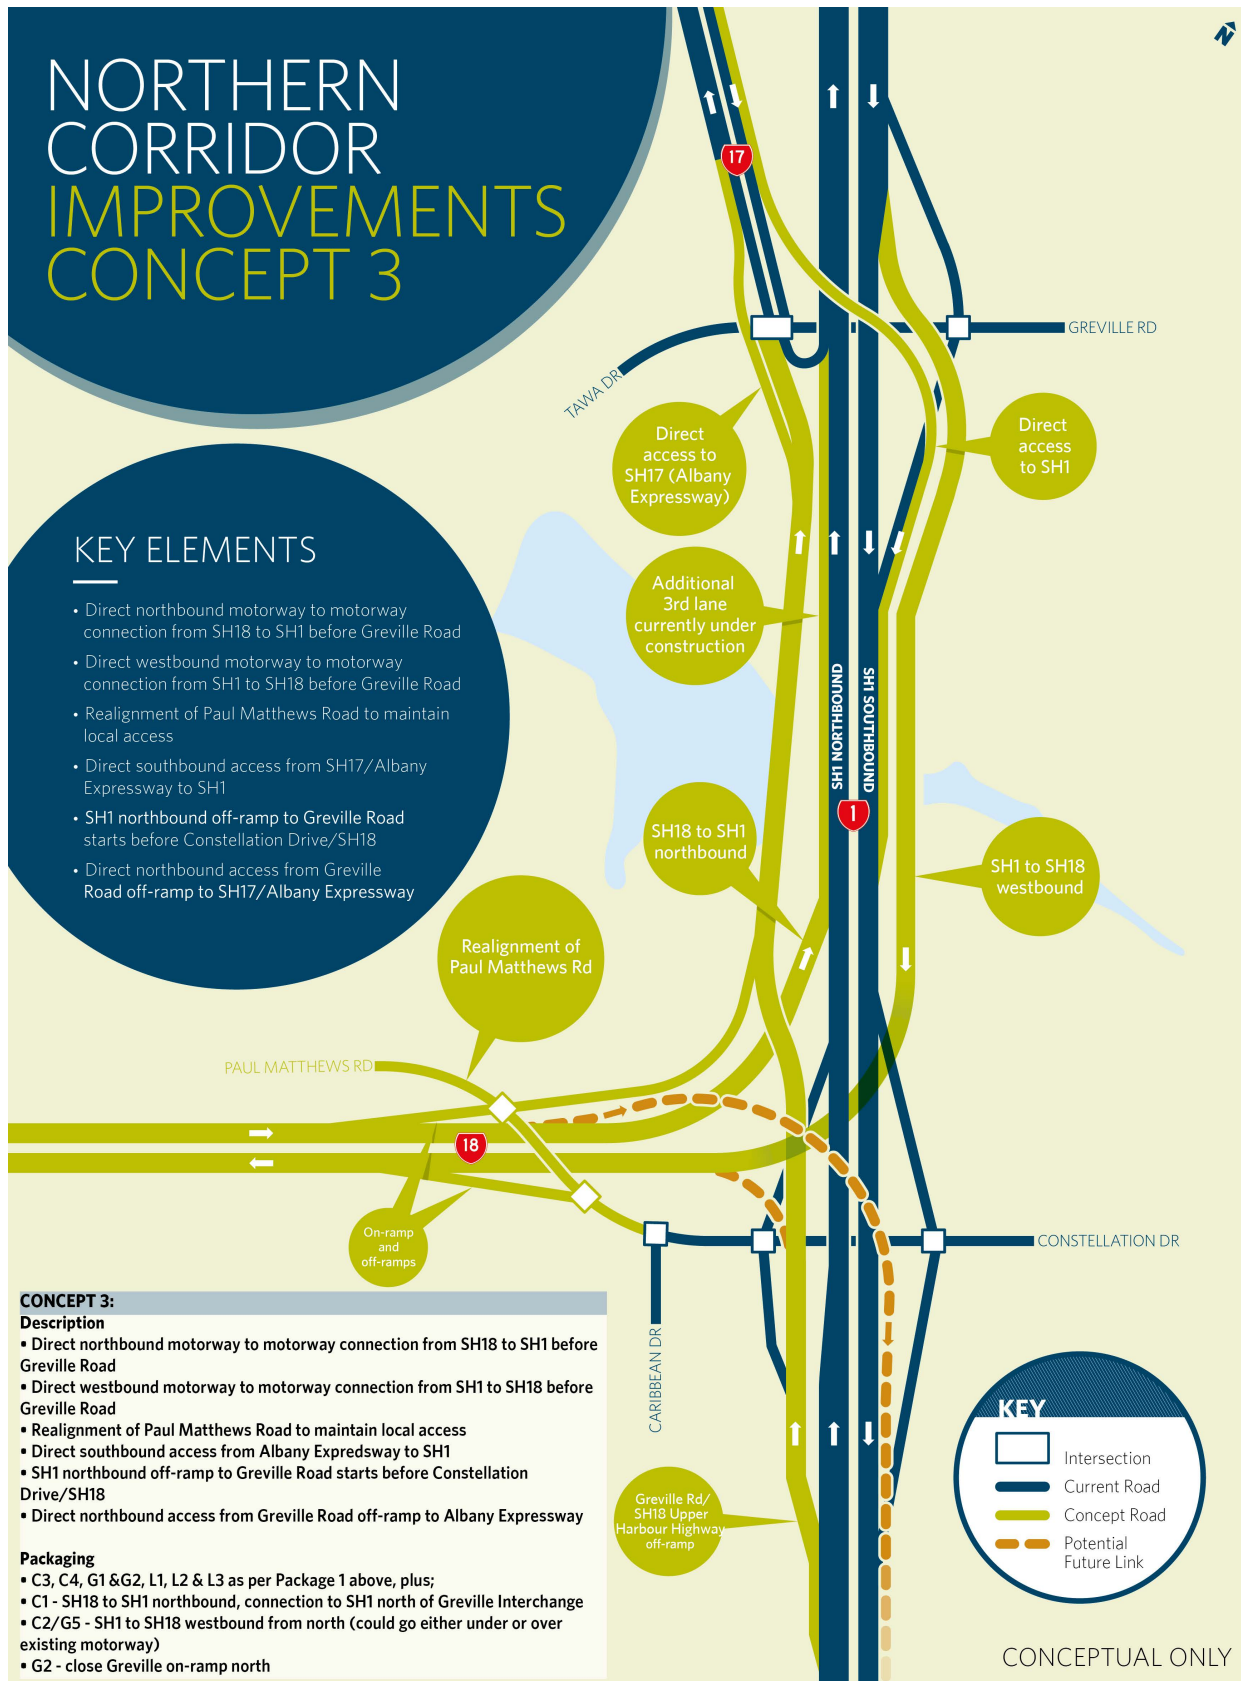 NORTHERN
CORRIDOR
IMPROVEMENTS
CONCEPT 3
N
17
GREVILLE RD
TAWA DR
Direct
access to
SH17 (Albany
Expressway)
Direct
access
to SH1
KEY ELEMENTS
• Direct northbound motorway to motorway
connection from SH18 to SH1 before Greville Road
• Direct westbound motorway to motorway
connection from SH1 to SH18 before Greville Road
• Realignment of Paul Matthews Road to maintain
local access
• Direct southbound access from SH17/Albany
Expressway to SH1
• SH1 northbound off-ramp to Greville Road
starts before Constellation Drive/SH18
• Direct northbound access from Greville
Road off-ramp to SH17/Albany Expressway
Additional
3rd lane
currently under
construction
SH1 NORTHBOUND
SH1 SOUTHBOUND
1
SH18 to SH1
northbound
SH1 to SH18
westbound
Realignment of
Paul Matthews Rd
PAUL MATTHEWS RD
18
On-ramp
and
off-ramps
CONSTELLATION DR
CARIBBEAN DR
CONCEPT 3:
Description
▪ Direct northbound motorway to motorway connection from SH18 to SH1 before
Greville Road
▪ Direct westbound motorway to motorway connection from SH1 to SH18 before
Greville Road
▪ Realignment of Paul Matthews Road to maintain local access
▪ Direct southbound access from Albany Expredsway to SH1
▪ SH1 northbound off-ramp to Greville Road starts before Constellation
Drive/SH18
▪ Direct northbound access from Greville Road off-ramp to Albany Expressway
Packaging
▪ C3, C4, G1 &G2, L1, L2 & L3 as per Package 1 above, plus;
▪ C1 - SH18 to SH1 northbound, connection to SH1 north of Greville Interchange
▪ C2/G5 - SH1 to SH18 westbound from north (could go either under or over
existing motorway)
▪ G2 - close Greville on-ramp north
Greville Rd/
SH18 Upper
Harbour Highway
off-ramp
KEY
Intersection
Current Road
Concept Road
Potential
Future Link
CONCEPTUAL ONLY